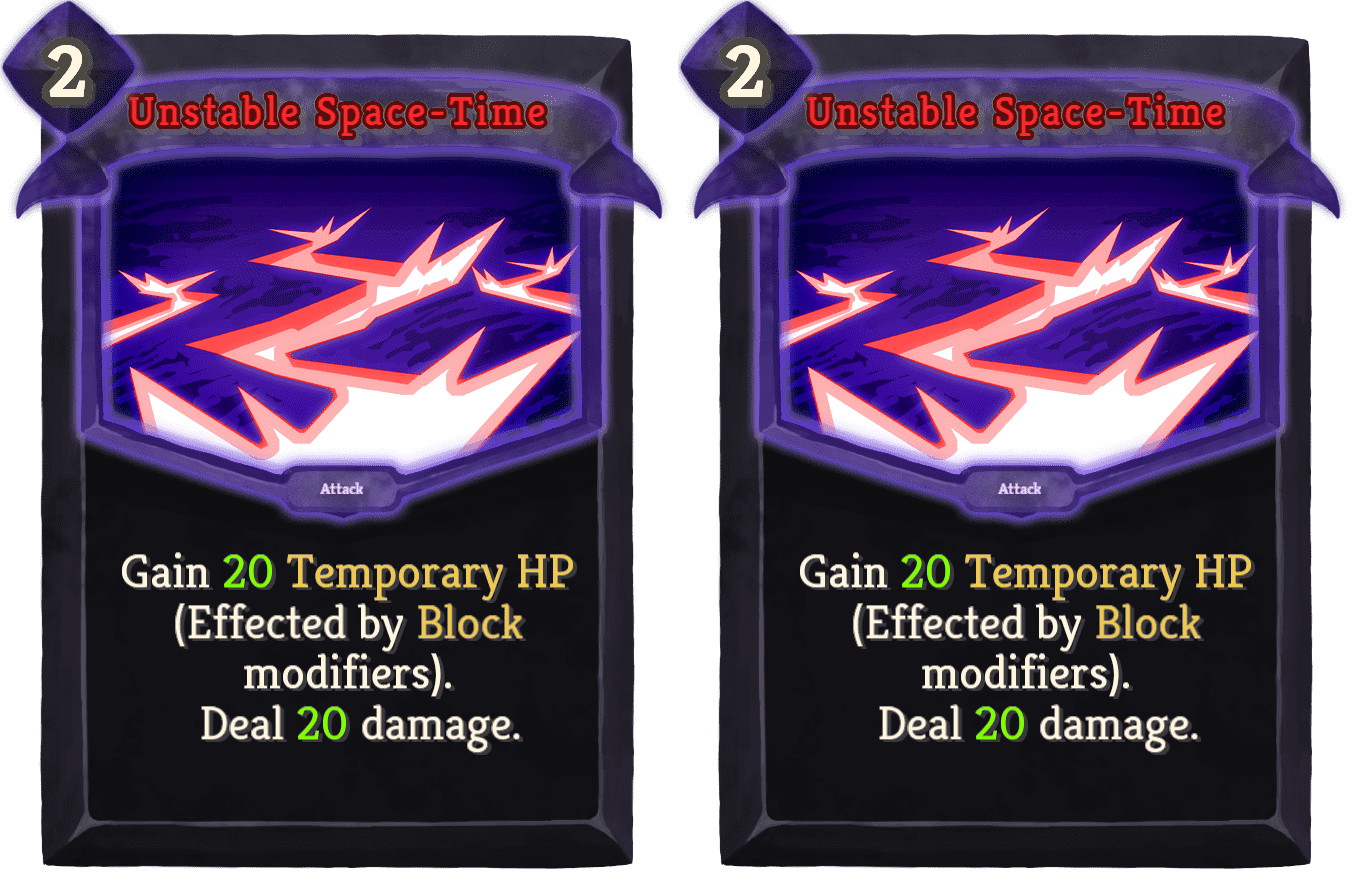 2
Unstable Space-Time
Attack
Gain 20 Temporary HP
(Effected by Block
modifiers).
Deal 20 damage.
2
Unstable Space-Time
Attack
Gain 20 Temporary HP
(Effected by Block
modifiers).
Deal 20 damage.